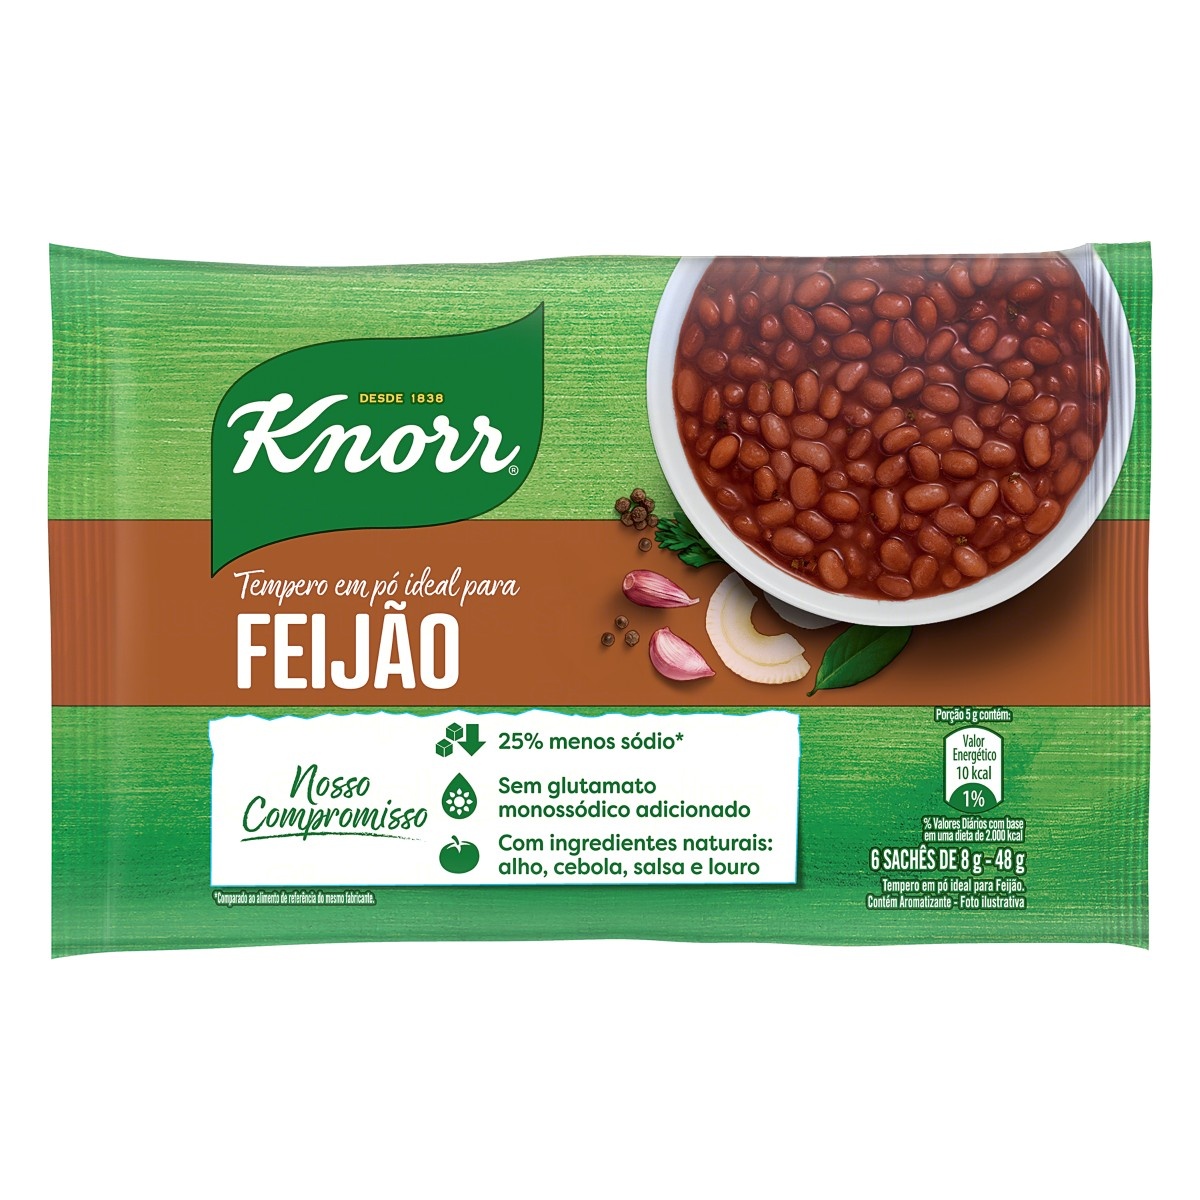 DESDE 1838
Knorr®
Tempero em pó ideal para
FEIJÃO
Nosso
Compromisso
25% menos sódio*
Sem glutamato
monossódico adicionado
Com ingredientes naturais:
alho, cebola, salsa e louro
*Comparado ao alimento de referência do mesmo fabricante.
Porção 5 g contém:
Valor
Energético
10 kcal
1%
% Valores Diários com base
em uma dieta de 2.000 kcal
6 SACHÊS DE 8 g - 48 g
Tempero em pó ideal para Feijão.
Contém Aromatizante - Foto ilustrativa